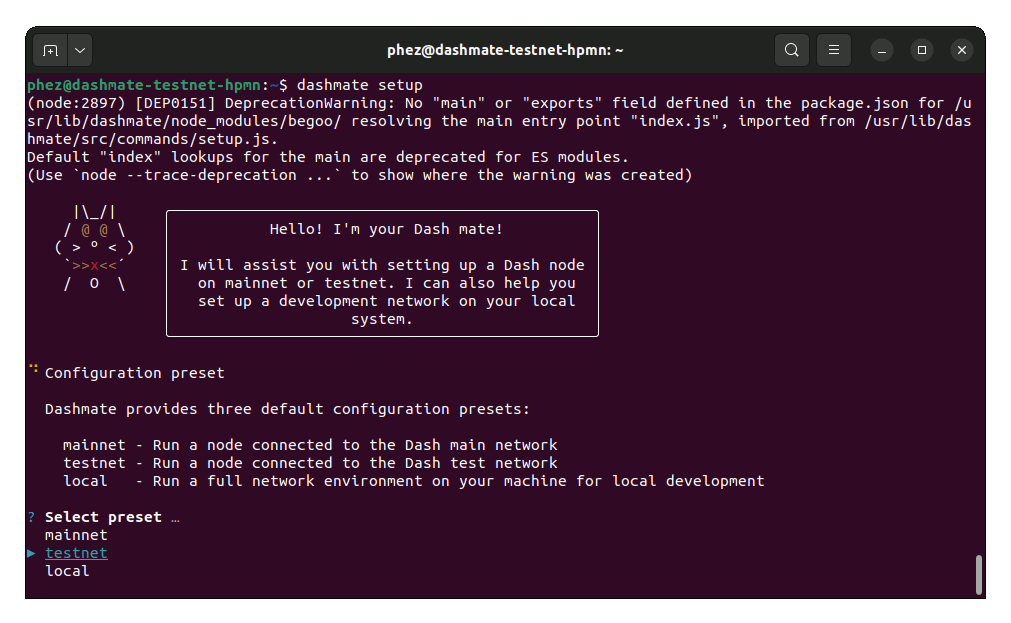 phez@dashmate-testnet-hpmn: ~
phez@dashmate-testnet-hpmn:~$ dashmate setup
(node:2897) [DEP0151] DeprecationWarning: No "main" or "exports" field defined in the package.json for /u
sr/lib/dashmate/node_modules/begoo/ resolving the main entry point "index.js", imported from /usr/lib/das
hmate/src/commands/setup.js.
Default "index" lookups for the main are deprecated for ES modules.
(Use `node --trace-deprecation ...` to show where the warning was created)
|\_/|
/ @ @ \
( > º < )
`>>x<<´
/  O  \
Hello! I'm your Dash mate!
I will assist you with setting up a Dash node
on mainnet or testnet. I can also help you
set up a development network on your local
system.
Configuration preset
Dashmate provides three default configuration presets:
mainnet - Run a node connected to the Dash main network
testnet - Run a node connected to the Dash test network
local   - Run a full network environment on your machine for local development
? Select preset …
mainnet
▸ testnet
local